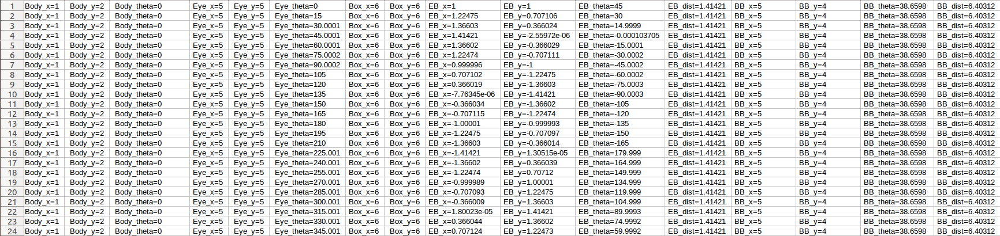 1 Body_x=1 Body_y=2 Body_theta=0 Eye_x=5 Eye_y=5 Eye_theta=0 Box_x=6 Box_y=6 EB_x=1 EB_y=1 EB_theta=45 EB_dist=1.41421 BB_x=5 BB_y=4 BB_theta=38.6598 BB_dist=6.40312
2 Body_x=1 Body_y=2 Body_theta=0 Eye_x=5 Eye_y=5 Eye_theta=15 Box_x=6 Box_y=6 EB_x=1.22475 EB_y=0.707106 EB_theta=30 EB_dist=1.41421 BB_x=5 BB_y=4 BB_theta=38.6598 BB_dist=6.40312
3 Body_x=1 Body_y=2 Body_theta=0 Eye_x=5 Eye_y=5 Eye_theta=30.0001 Box_x=6 Box_y=6 EB_x=1.36603 EB_y=0.366024 EB_theta=14.9999 EB_dist=1.41421 BB_x=5 BB_y=4 BB_theta=38.6598 BB_dist=6.40312
4 Body_x=1 Body_y=2 Body_theta=0 Eye_x=5 Eye_y=5 Eye_theta=45.0001 Box_x=6 Box_y=6 EB_x=1.41421 EB_y=-2.55972e-06 EB_theta=-0.000103705 EB_dist=1.41421 BB_x=5 BB_y=4 BB_theta=38.6598 BB_dist=6.40312
5 Body_x=1 Body_y=2 Body_theta=0 Eye_x=5 Eye_y=5 Eye_theta=60.0001 Box_x=6 Box_y=6 EB_x=1.36602 EB_y=-0.366029 EB_theta=-15.0001 EB_dist=1.41421 BB_x=5 BB_y=4 BB_theta=38.6598 BB_dist=6.40312
6 Body_x=1 Body_y=2 Body_theta=0 Eye_x=5 Eye_y=5 Eye_theta=75.0002 Box_x=6 Box_y=6 EB_x=1.22474 EB_y=-0.707111 EB_theta=-30.0002 EB_dist=1.41421 BB_x=5 BB_y=4 BB_theta=38.6598 BB_dist=6.40312
7 Body_x=1 Body_y=2 Body_theta=0 Eye_x=5 Eye_y=5 Eye_theta=90.0002 Box_x=6 Box_y=6 EB_x=0.999996 EB_y=-1 EB_theta=-45.0002 EB_dist=1.41421 BB_x=5 BB_y=4 BB_theta=38.6598 BB_dist=6.40312
8 Body_x=1 Body_y=2 Body_theta=0 Eye_x=5 Eye_y=5 Eye_theta=105 Box_x=6 Box_y=6 EB_x=0.707102 EB_y=-1.22475 EB_theta=-60.0002 EB_dist=1.41421 BB_x=5 BB_y=4 BB_theta=38.6598 BB_dist=6.40312
9 Body_x=1 Body_y=2 Body_theta=0 Eye_x=5 Eye_y=5 Eye_theta=120 Box_x=6 Box_y=6 EB_x=0.366019 EB_y=-1.36603 EB_theta=-75.0003 EB_dist=1.41421 BB_x=5 BB_y=4 BB_theta=38.6598 BB_dist=6.40312
10 Body_x=1 Body_y=2 Body_theta=0 Eye_x=5 Eye_y=5 Eye_theta=135 Box_x=6 Box_y=6 EB_x=-7.76345e-06 EB_y=-1.41421 EB_theta=-90.0003 EB_dist=1.41421 BB_x=5 BB_y=4 BB_theta=38.6598 BB_dist=6.40312
11 Body_x=1 Body_y=2 Body_theta=0 Eye_x=5 Eye_y=5 Eye_theta=150 Box_x=6 Box_y=6 EB_x=-0.366034 EB_y=-1.36602 EB_theta=-105 EB_dist=1.41421 BB_x=5 BB_y=4 BB_theta=38.6598 BB_dist=6.40312
12 Body_x=1 Body_y=2 Body_theta=0 Eye_x=5 Eye_y=5 Eye_theta=165 Box_x=6 Box_y=6 EB_x=-0.707115 EB_y=-1.22474 EB_theta=-120 EB_dist=1.41421 BB_x=5 BB_y=4 BB_theta=38.6598 BB_dist=6.40312
13 Body_x=1 Body_y=2 Body_theta=0 Eye_x=5 Eye_y=5 Eye_theta=180 Box_x=6 Box_y=6 EB_x=-1.00001 EB_y=-0.999993 EB_theta=-135 EB_dist=1.41421 BB_x=5 BB_y=4 BB_theta=38.6598 BB_dist=6.40312
14 Body_x=1 Body_y=2 Body_theta=0 Eye_x=5 Eye_y=5 Eye_theta=195 Box_x=6 Box_y=6 EB_x=-1.22475 EB_y=-0.707097 EB_theta=-150 EB_dist=1.41421 BB_x=5 BB_y=4 BB_theta=38.6598 BB_dist=6.40312
15 Body_x=1 Body_y=2 Body_theta=0 Eye_x=5 Eye_y=5 Eye_theta=210 Box_x=6 Box_y=6 EB_x=-1.36603 EB_y=-0.366014 EB_theta=-165 EB_dist=1.41421 BB_x=5 BB_y=4 BB_theta=38.6598 BB_dist=6.40312
16 Body_x=1 Body_y=2 Body_theta=0 Eye_x=5 Eye_y=5 Eye_theta=225.001 Box_x=6 Box_y=6 EB_x=-1.41421 EB_y=1.30515e-05 EB_theta=179.999 EB_dist=1.41421 BB_x=5 BB_y=4 BB_theta=38.6598 BB_dist=6.40312
17 Body_x=1 Body_y=2 Body_theta=0 Eye_x=5 Eye_y=5 Eye_theta=240.001 Box_x=6 Box_y=6 EB_x=-1.36602 EB_y=0.366039 EB_theta=164.999 EB_dist=1.41421 BB_x=5 BB_y=4 BB_theta=38.6598 BB_dist=6.40312
18 Body_x=1 Body_y=2 Body_theta=0 Eye_x=5 Eye_y=5 Eye_theta=255.001 Box_x=6 Box_y=6 EB_x=-1.22474 EB_y=0.70712 EB_theta=149.999 EB_dist=1.41421 BB_x=5 BB_y=4 BB_theta=38.6598 BB_dist=6.40312
19 Body_x=1 Body_y=2 Body_theta=0 Eye_x=5 Eye_y=5 Eye_theta=270.001 Box_x=6 Box_y=6 EB_x=-0.999989 EB_y=1.00001 EB_theta=134.999 EB_dist=1.41421 BB_x=5 BB_y=4 BB_theta=38.6598 BB_dist=6.40312
20 Body_x=1 Body_y=2 Body_theta=0 Eye_x=5 Eye_y=5 Eye_theta=285.001 Box_x=6 Box_y=6 EB_x=-0.707093 EB_y=1.22475 EB_theta=119.999 EB_dist=1.41421 BB_x=5 BB_y=4 BB_theta=38.6598 BB_dist=6.40312
21 Body_x=1 Body_y=2 Body_theta=0 Eye_x=5 Eye_y=5 Eye_theta=300.001 Box_x=6 Box_y=6 EB_x=-0.366009 EB_y=1.36603 EB_theta=104.999 EB_dist=1.41421 BB_x=5 BB_y=4 BB_theta=38.6598 BB_dist=6.40312
22 Body_x=1 Body_y=2 Body_theta=0 Eye_x=5 Eye_y=5 Eye_theta=315.001 Box_x=6 Box_y=6 EB_x=1.80023e-05 EB_y=1.41421 EB_theta=89.9993 EB_dist=1.41421 BB_x=5 BB_y=4 BB_theta=38.6598 BB_dist=6.40312
23 Body_x=1 Body_y=2 Body_theta=0 Eye_x=5 Eye_y=5 Eye_theta=330.001 Box_x=6 Box_y=6 EB_x=0.366044 EB_y=1.36602 EB_theta=74.9992 EB_dist=1.41421 BB_x=5 BB_y=4 BB_theta=38.6598 BB_dist=6.40312
24 Body_x=1 Body_y=2 Body_theta=0 Eye_x=5 Eye_y=5 Eye_theta=345.001 Box_x=6 Box_y=6 EB_x=0.707124 EB_y=1.22473 EB_theta=59.9992 EB_dist=1.41421 BB_x=5 BB_y=4 BB_theta=38.6598 BB_dist=6.40312